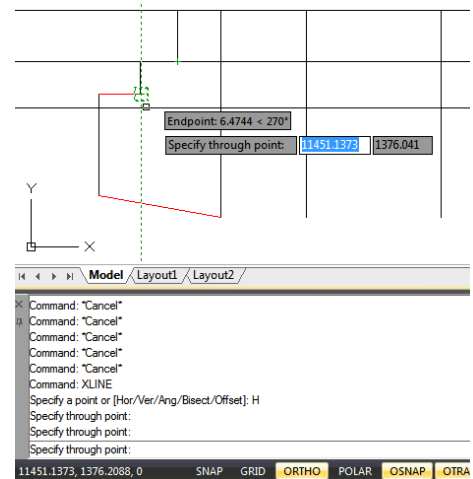 Endpoint: 6.4744 < 270°
Specify through point: 11451.1373 1376.041
Y
X
Model Layout1 Layout2
Command: *Cancel*
Command: *Cancel*
Command: *Cancel*
Command: *Cancel*
Command: *Cancel*
Command: XLINE
Specify a point or [Hor/Ver/Ang/Bisect/Offset]: H
Specify through point:
Specify through point:
Specify through point:
11451.1373, 1376.2088, 0 SNAP GRID ORTHO POLAR OSNAP OTRA